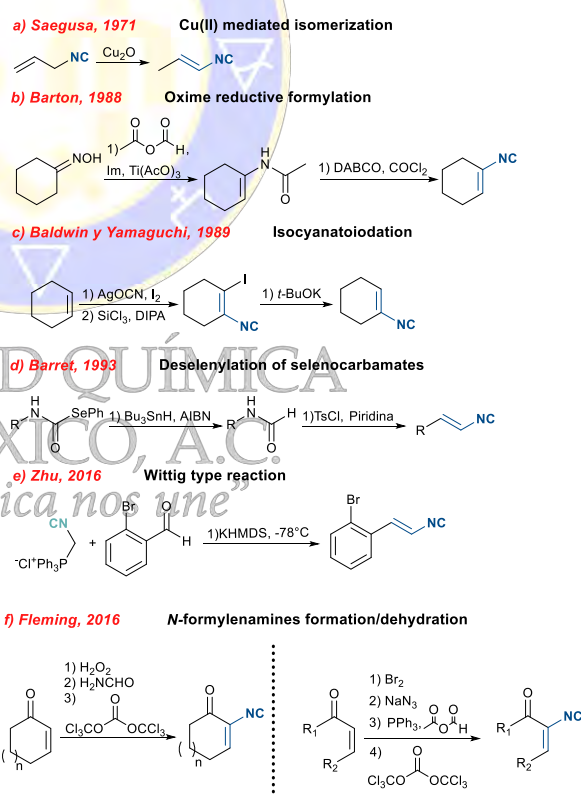 a) Saegusa, 1971 Cu(II) mediated isomerization
NC Cu2O NC
b) Barton, 1988 Oxime reductive formylation
O O
1) O H,
NOH
Im, Ti(AcO)3
H
N
O
1) DABCO, COCl2
NC
c) Baldwin y Yamaguchi, 1989 Isocyanatoiodation
1) AgOCN, I2
2) SiCl3, DIPA
I
NC
1) t-BuOK
NC
D QUÍMICA
d) Barret, 1993 Deselenylation of selenocarbamates
H
R N SePh
O
1) Bu3SnH, AIBN
H
R N H
O
1)TsCl, Piridina
R NC
XICO, A.C.
e) Zhu, 2016 Wittig type reaction
ica nos une”
CN
-Cl+Ph3P
+
Br O
H
1)KHMDS, -78°C
Br
NC
f) Fleming, 2016 N-formylenamines formation/dehydration
1) H2O2
2) H2NCHO
3)
O
Cl3CO OCCl3
O
( )n
O
NC
( )n
1) Br2
2) NaN3
3) PPh3, O O O H
4)
O
Cl3CO OCCl3
O
R1
R2
O
R1 NC
R2